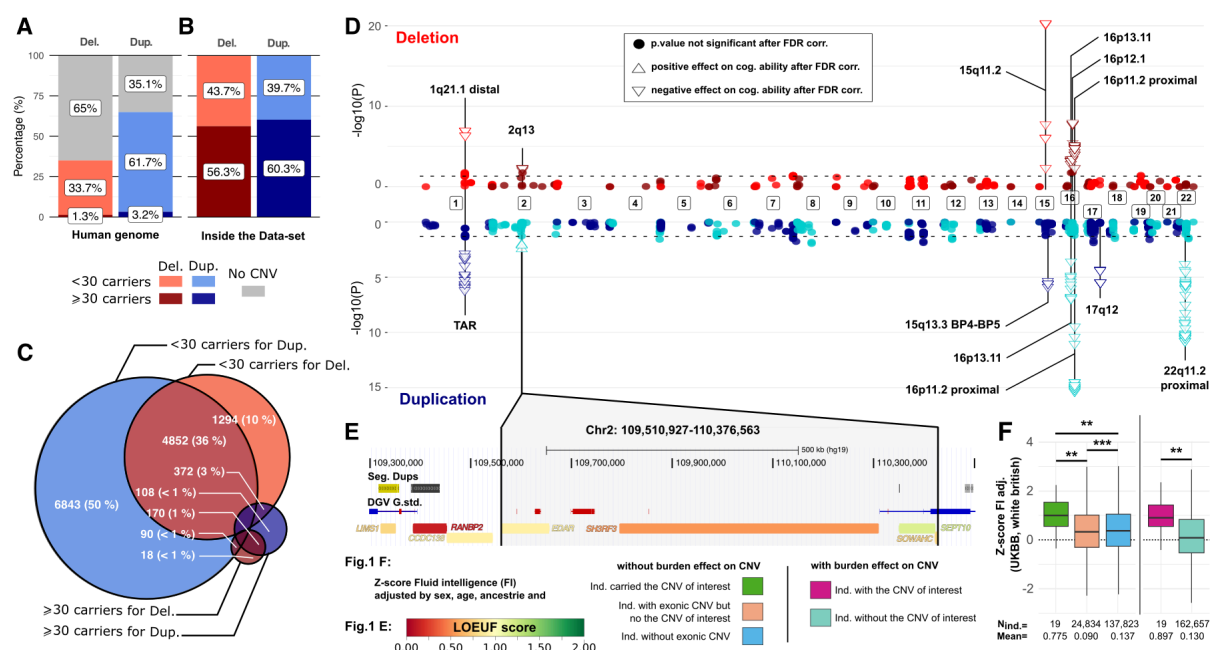 A
Del.
Dup.
Percentage (%)
100
75
50
25
0
65%
33.7%
1.3%
35.1%
61.7%
3.2%
Human genome
B
Del.
Dup.
43.7%
56.3%
39.7%
60.3%
Inside the Data-set
Del. Dup. No CNV
<30 carriers
⩾30 carriers
C
<30 carriers for Dup.
<30 carriers for Del.
1294 (10 %)
4852 (36 %)
372 (3 %)
108 (< 1 %)
6843 (50 %)
170 (1 %)
90 (< 1 %)
18 (< 1 %)
⩾30 carriers for Del.
⩾30 carriers for Dup.
D
Deletion
-log10(P)
20
10
0
0
5
10
15
-log10(P)
p.value not significant after FDR corr.
positive effect on cog. ability after FDR corr.
negative effect on cog. ability after FDR corr.
1q21.1 distal
2q13
15q11.2
16p13.11
16p12.1
16p11.2 proximal
1 2 3 4 5 6 7 8 9 10 11 12 13 14 15 16 17 18 19 20 21 22
TAR
15q13.3 BP4-BP5
17q12
16p13.11
16p11.2 proximal
22q11.2
proximal
Duplication
E
Chr2: 109,510,927-110,376,563
500 kb (hg19)
109,300,000 109,500,000 109,700,000 109,900,000 110,100,000 110,300,000
Seg. Dups
DGV G.std.
LIMS1 RANBP2 EDAR SH3RF3 SEPT10
CCDC138 SOWAHC
Fig.1 F:
Z-score Fluid intelligence (FI)
adjusted by sex, age, ancestrie and
Fig.1 E:
LOEUF score
0.00 0.50 1.00 1.50 2.00
without burden effect on CNV
Ind. carried the CNV of interest
Ind. with exonic CNV but
no the CNV of interest
Ind. without exonic CNV
with burden effect on CNV
Ind. with the CNV of interest
Ind. without the CNV of interest
F
Z-score FI adj.
(UKBB, white british)
4
2
0
-2
**
**
***
**
Nind.= 19 24,834 137,823 19 162,657
Mean= 0.775 0.090 0.137 0.897 0.130